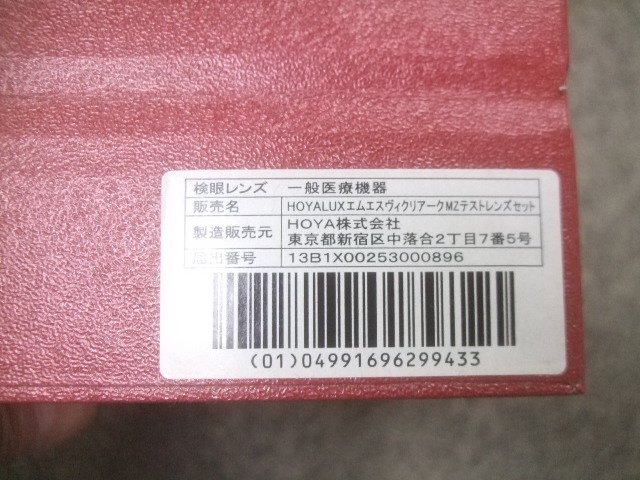 検眼レンズ 一般医療機器
販売名 HOYALUXエムエスヴィクリアークMZテストレンズセット
製造販売元 HOYA株式会社
東京都新宿区中落合2丁目7番5号
届出番号 13B1X00253000896
(01)04991696299433